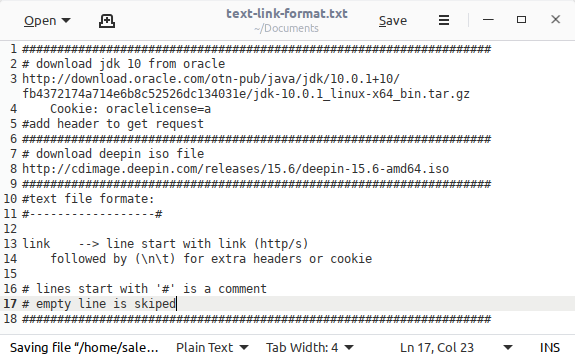 Open
text-link-format.txt
~/Documents
Save
1 ###################################################################
2 # download jdk 10 from oracle
3 http://download.oracle.com/otn-pub/java/jdk/10.0.1+10/
fb4372174a714e6b8c52526dc134031e/jdk-10.0.1_linux-x64_bin.tar.gz
4     Cookie: oraclelicense=a
5 #add header to get request
6 ###################################################################
7 # download deepin iso file
8 http://cdimage.deepin.com/releases/15.6/deepin-15.6-amd64.iso
9 ###################################################################
10 #text file formate:
11 #------------------#
12
13 link    --> line start with link (http/s)
14     followed by (\n\t) for extra headers or cookie
15
16 # lines start with '#' is a comment
17 # empty line is skiped
18 ###################################################################
Saving file “/home/sale... Plain Text Tab Width: 4 Ln 17, Col 23 INS